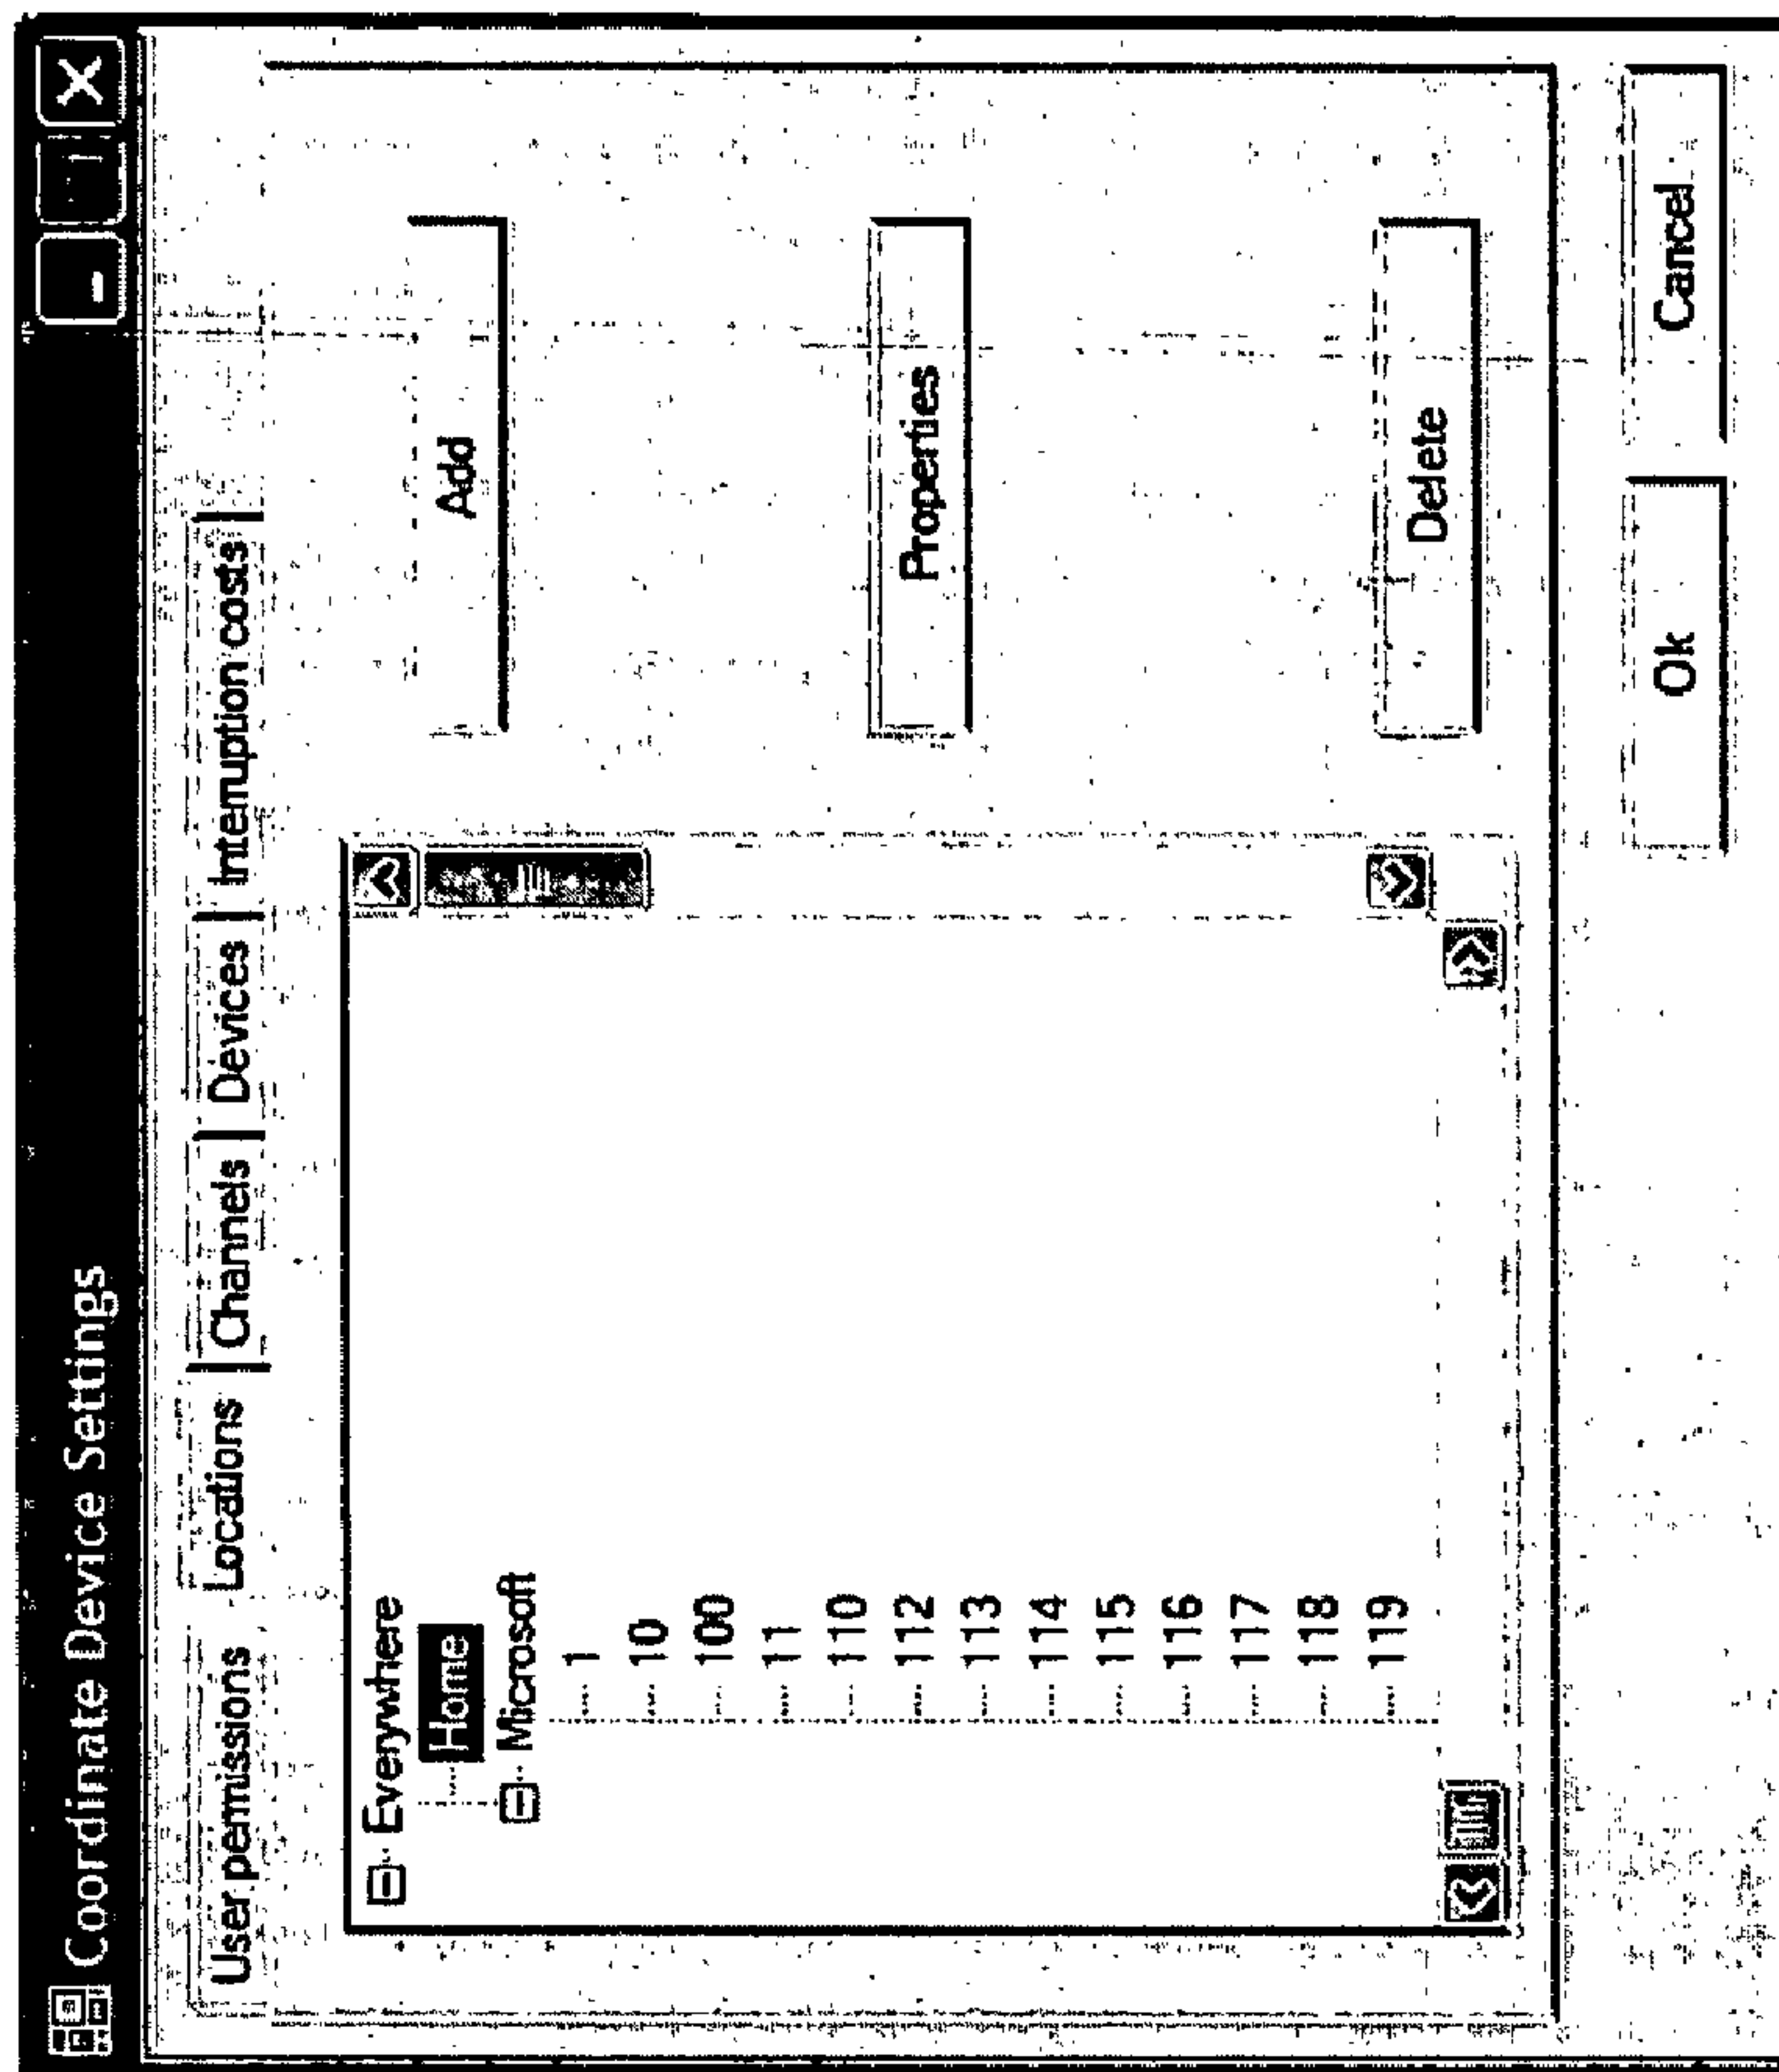 Coordinate Device Settings
User permissions Locations Channels Devices Interruption costs
Everywhere
Home
Microsoft
1
10
100
11
110
112
113
114
115
116
117
118
119
Add
Properties
Delete
Ok Cancel